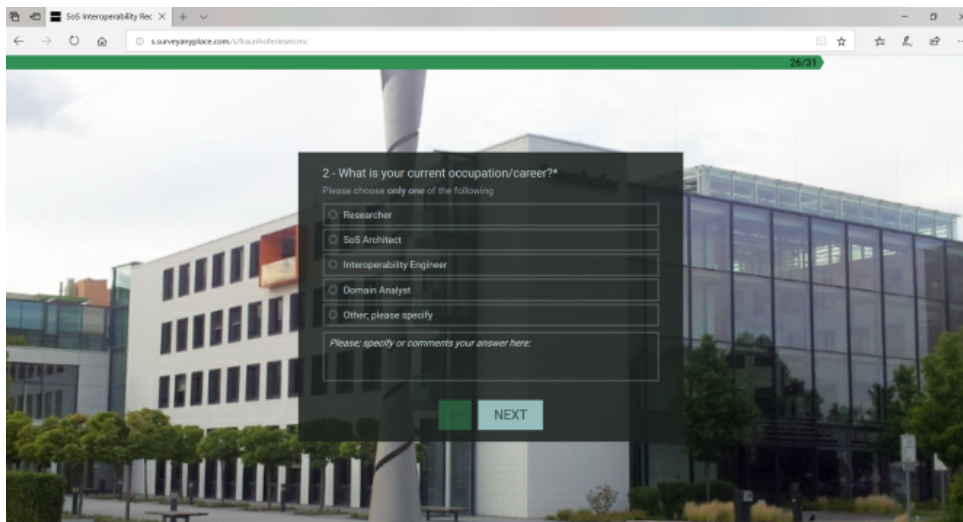 SoS Interoperability Rec
s.surveyanyplace.com/s/fraunhoferieseicmc
26/31
2 - What is your current occupation/career?*
Please choose only one of the following
Researcher
SoS Architect
Interoperability Engineer
Domain Analyst
Other; please specify
Please; specify or comments your answer here:
NEXT